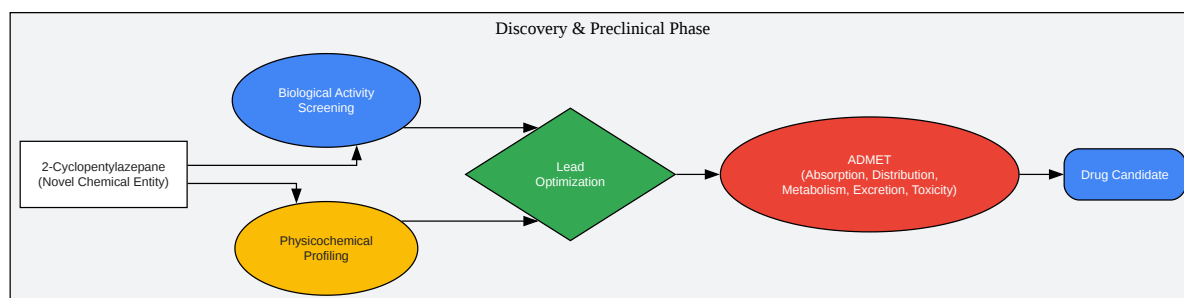 Discovery & Preclinical Phase
Biological Activity
Screening
2-Cyclopentylazepane
(Novel Chemical Entity)
Physicochemical
Profiling
Lead
Optimization
ADMET
(Absorption, Distribution,
Metabolism, Excretion, Toxicity)
Drug Candidate